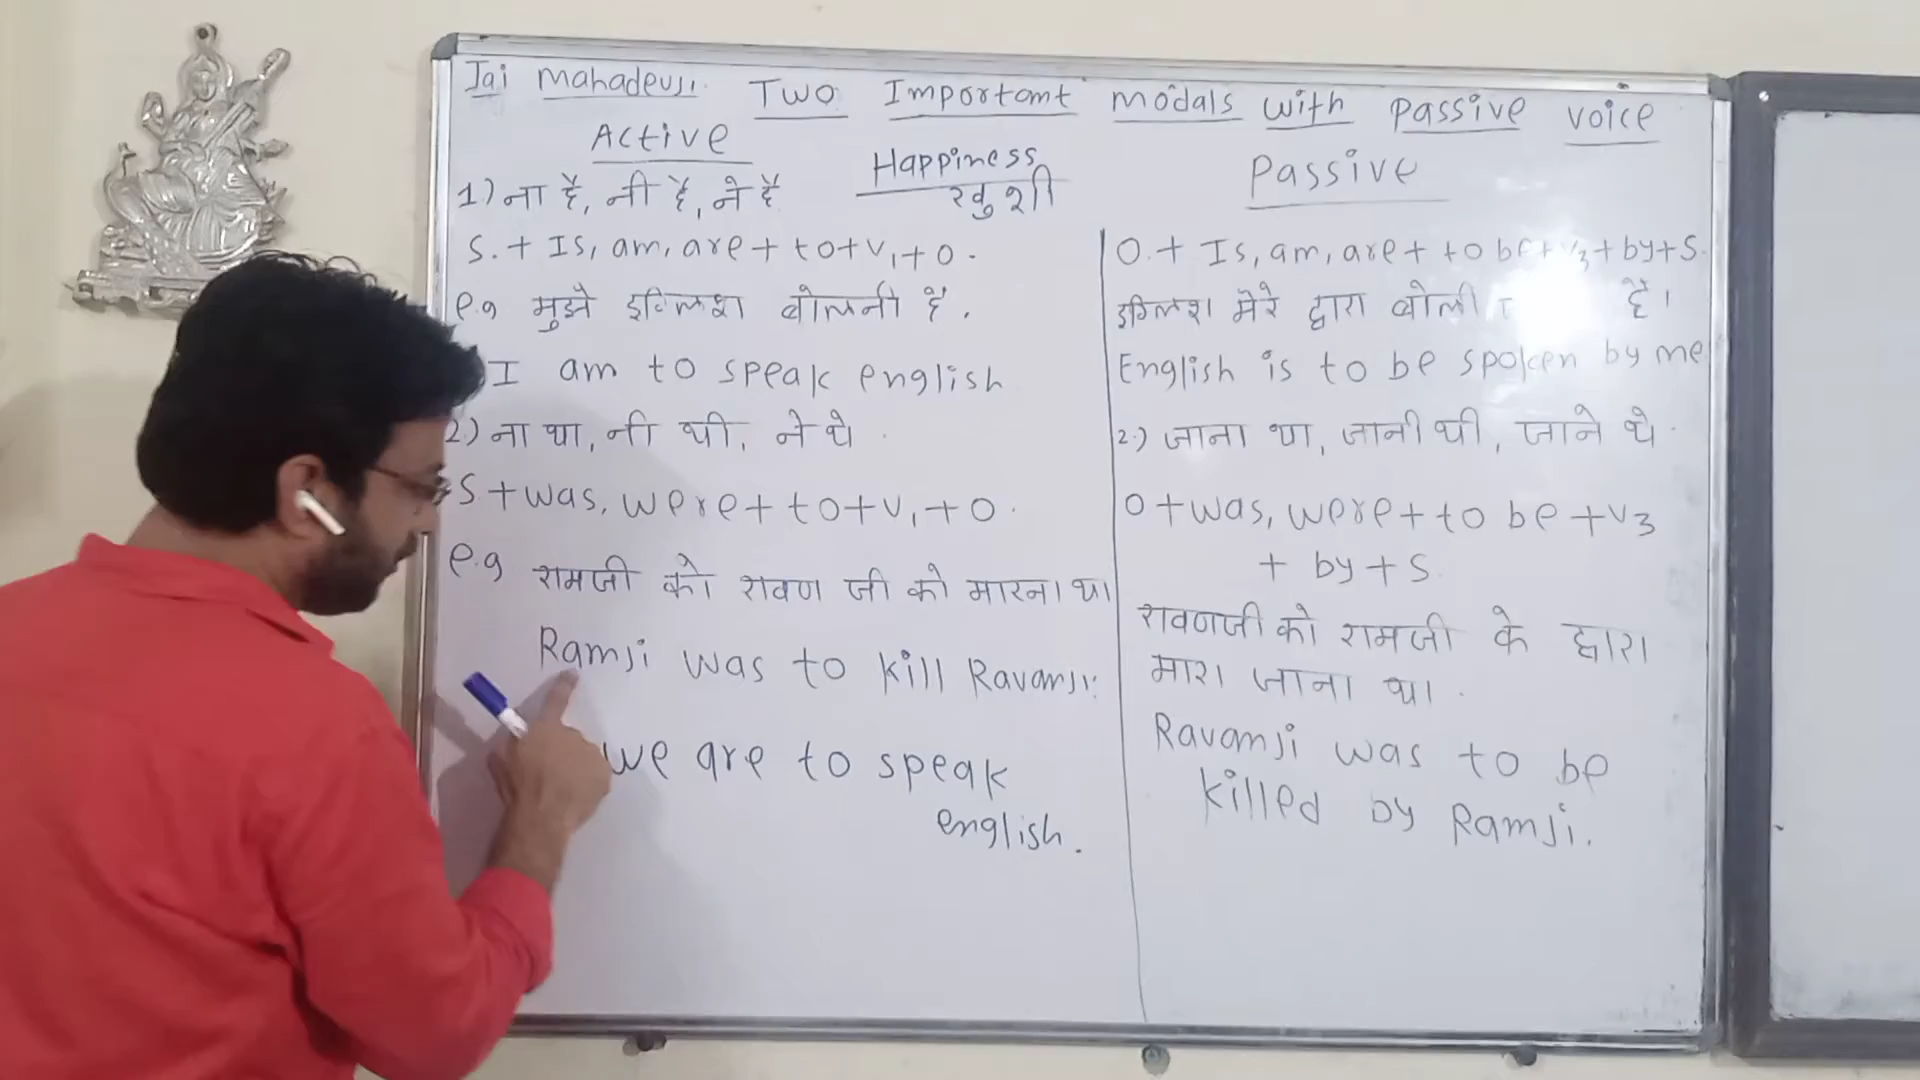 Jai mahadevji. Two Important modals with passive voice
Active
Happiness
खुशी
1) ना है, नी है, ने है
S. + Is, am, are + to + V1 + O.
e.g मुझे इंग्लिश बोलनी है.
I am to speak english
2.) ना था, नी थी, ने थे
S + was, were + to + V1 + O.
e.g रामजी को रावण जी को मारना था।
Ramji was to kill Ravanji.
we are to speak
english.
Passive
O. + Is, am, are + to be + V3 + by + S.
इंग्लिश मेरे द्वारा बोली है।
English is to be spoken by me
2.) जाना था, जानी थी, जाने थे
O + was, were + to be + V3
+ by + S.
रावणजी को रामजी के द्वारा
मारा जाना था।
Ravanji was to be
killed by Ramji.